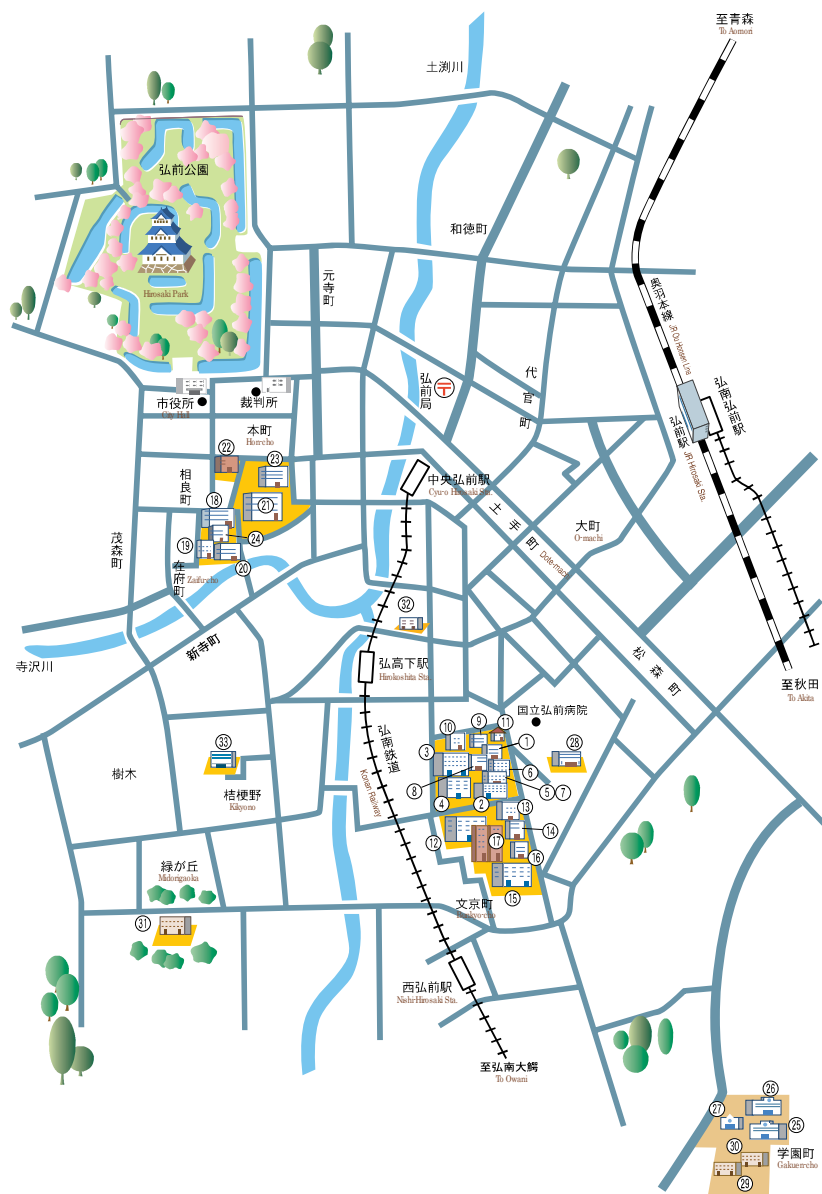 至青森
To Aomori
土渕川
弘前公園
和徳町
Hirosaki Park
元寺町
奥羽本線
JR Ou Honsen Line
弘前局
〒
代官町
弘南弘前駅
弘前駅
JR Hirosaki Sta.
市役所
City Hall
裁判所
本町
Hon-cho
㉒
㉓
相良町
中央弘前駅
Cyu-o Hirosaki Sta.
⑱
㉑
土手町
Dote-machi
大町
O-machi
茂森町
⑲
㉔
⑳
在府町
Zaifu-cho
㉜
新寺町
寺沢川
弘高下駅
Hirokoshita Sta.
松森町
至秋田
To Akita
国立弘前病院
弘南鉄道
Konan Railway
⑩
⑨
⑪
①
③
㉘
㉝
⑥
⑧
⑤
⑦
④
②
樹木
桔梗野
Kikyono
⑬
⑭
⑫
⑰
⑯
緑が丘
Midorigaoka
⑮
文京町
Bunkyo-cho
㉛
西弘前駅
Nishi-Hirosaki Sta.
至弘南大鰐
To Owani
㉖
㉗
㉕
㉚
学園町
Gakuen-cho
㉙